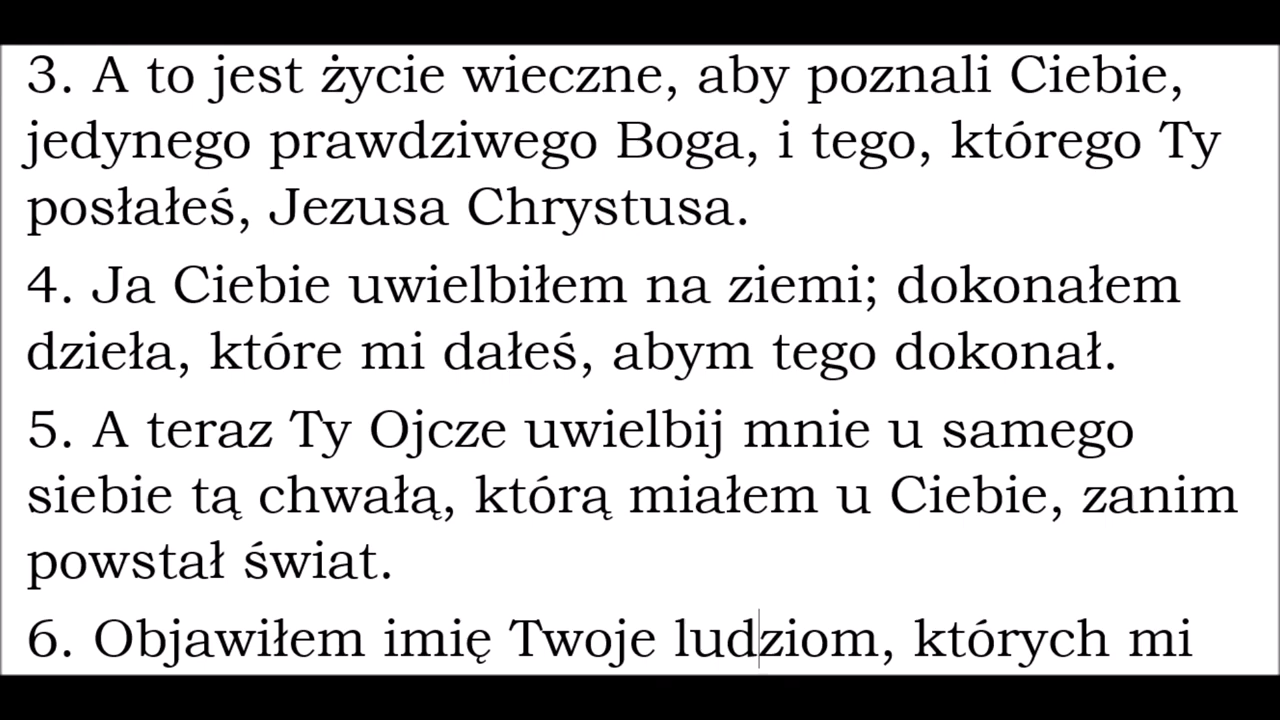 3. A to jest życie wieczne, aby poznali Ciebie,
jedynego prawdziwego Boga, i tego, którego Ty
posłałeś, Jezusa Chrystusa.
4. Ja Ciebie uwielbiłem na ziemi; dokonałem
dzieła, które mi dałeś, abym tego dokonał.
5. A teraz Ty Ojcze uwielbij mnie u samego
siebie tą chwałą, którą miałem u Ciebie, zanim
powstał świat.
6. Objawiłem imię Twoje ludziom, których mi